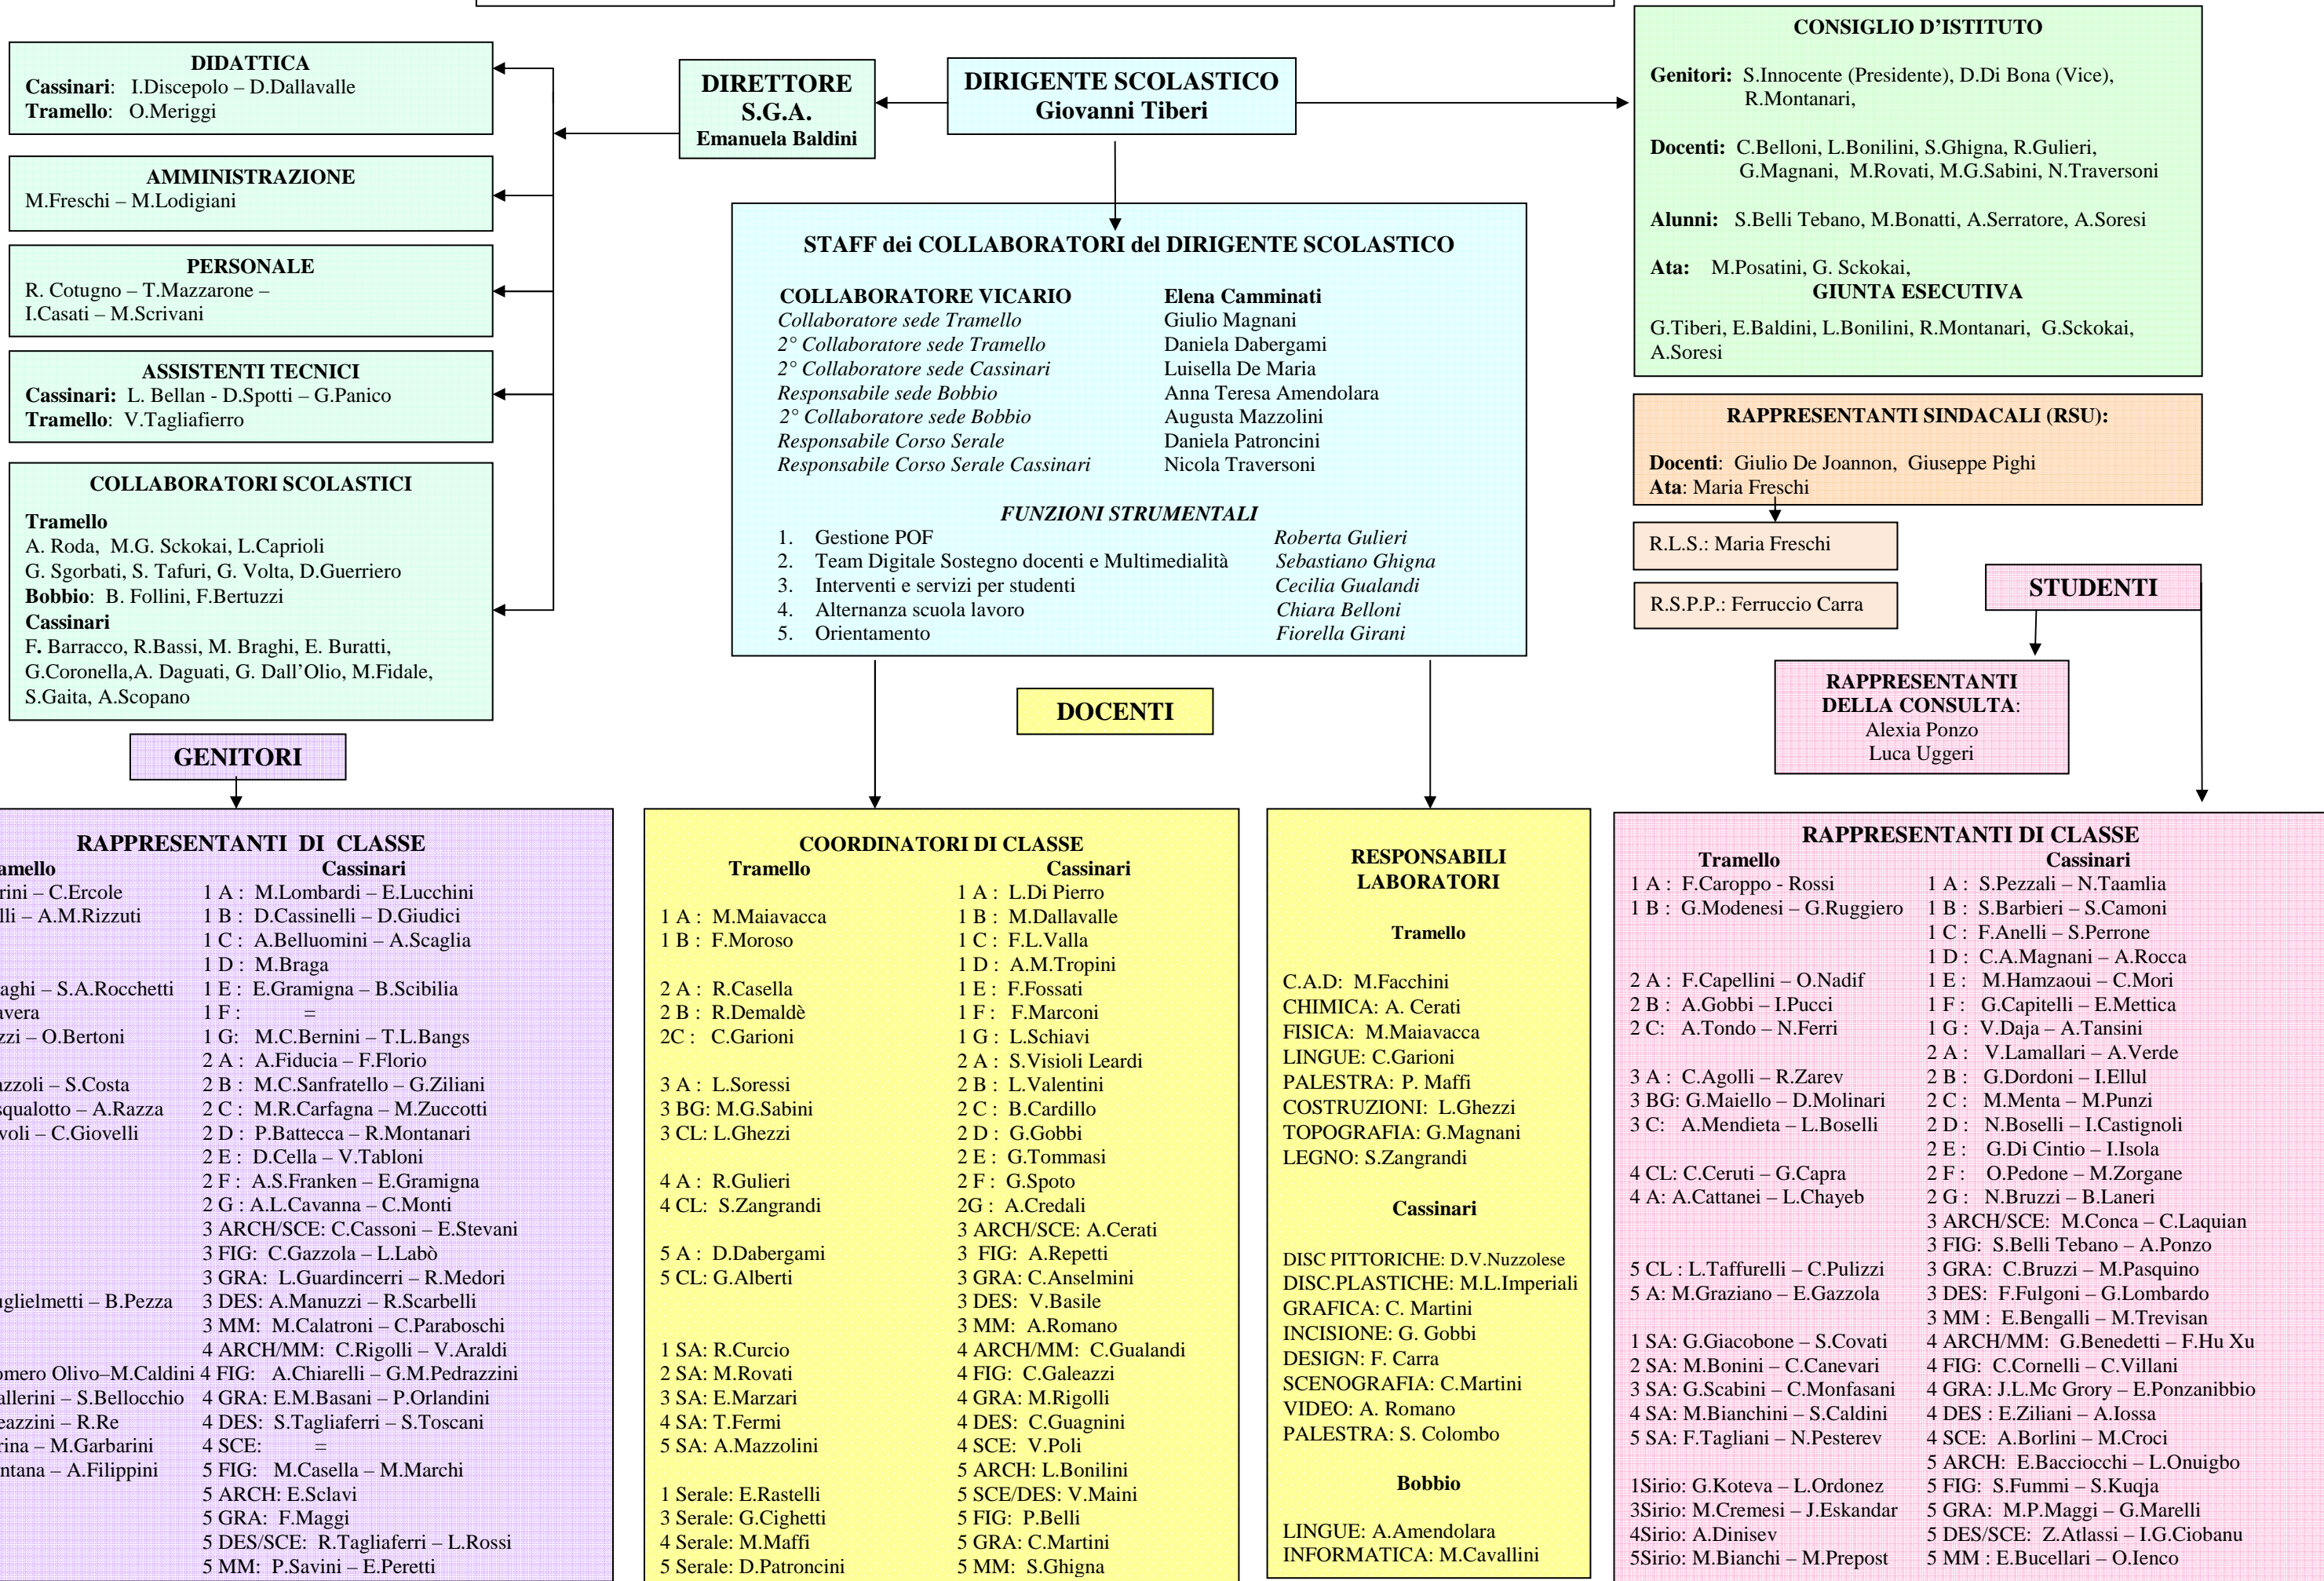 DIDATTICA
Cassinari: I.Discepolo – D.Dallavalle
Tramello: O.Meriggi
AMMINISTRAZIONE
M.Freschi – M.Lodigiani
PERSONALE
R. Cotugno – T.Mazzarone –
I.Casati – M.Scrivani
ASSISTENTI TECNICI
Cassinari: L. Bellan - D.Spotti – G.Panico
Tramello: V.Tagliafierro
COLLABORATORI SCOLASTICI
Tramello
A. Roda, M.G. Sckokai, L.Caprioli
G. Sgorbati, S. Tafuri, G. Volta, D.Guerriero
Bobbio: B. Follini, F.Bertuzzi
Cassinari
F. Barracco, R.Bassi, M. Braghi, E. Buratti,
G.Coronella,A. Daguati, G. Dall'Olio, M.Fidale,
S.Gaita, A.Scopano
DIRETTORE
S.G.A.
Emanuela Baldini
DIRIGENTE SCOLASTICO
Giovanni Tiberi
STAFF dei COLLABORATORI del DIRIGENTE SCOLASTICO
COLLABORATORE VICARIO Elena Camminati
Collaboratore sede Tramello Giulio Magnani
2° Collaboratore sede Tramello Daniela Dabergami
2° Collaboratore sede Cassinari Luisella De Maria
Responsabile sede Bobbio Anna Teresa Amendolara
2° Collaboratore sede Bobbio Augusta Mazzolini
Responsabile Corso Serale Daniela Patroncini
Responsabile Corso Serale Cassinari Nicola Traversoni
FUNZIONI STRUMENTALI
1. Gestione POF Roberta Gulieri
2. Team Digitale Sostegno docenti e Multimedialità Sebastiano Ghigna
3. Interventi e servizi per studenti Cecilia Gualandi
4. Alternanza scuola lavoro Chiara Belloni
5. Orientamento Fiorella Girani
CONSIGLIO D'ISTITUTO
Genitori: S.Innocente (Presidente), D.Di Bona (Vice),
R.Montanari,
Docenti: C.Belloni, L.Bonilini, S.Ghigna, R.Gulieri,
G.Magnani, M.Rovati, M.G.Sabini, N.Traversoni
Alunni: S.Belli Tebano, M.Bonatti, A.Serratore, A.Soresi
Ata: M.Posatini, G. Sckokai,
GIUNTA ESECUTIVA
G.Tiberi, E.Baldini, L.Bonilini, R.Montanari, G.Sckokai,
A.Soresi
RAPPRESENTANTI SINDACALI (RSU):
Docenti: Giulio De Joannon, Giuseppe Pighi
Ata: Maria Freschi
R.L.S.: Maria Freschi
R.S.P.P.: Ferruccio Carra
STUDENTI
RAPPRESENTANTI
DELLA CONSULTA:
Alexia Ponzo
Luca Uggeri
DOCENTI
GENITORI
RAPPRESENTANTI DI CLASSE
amello
rini – C.Ercole
lli – A.M.Rizzuti
aghi – S.A.Rocchetti
avera
zzi – O.Bertoni
azzoli – S.Costa
squalotto – A.Razza
voli – C.Giovelli
uglielmetti – B.Pezza
omero Olivo–M.Caldini
allerini – S.Bellocchio
eazzini – R.Re
rina – M.Garbarini
ntana – A.Filippini
Cassinari
1 A : M.Lombardi – E.Lucchini
1 B : D.Cassinelli – D.Giudici
1 C : A.Belluomini – A.Scaglia
1 D : M.Braga
1 E : E.Gramigna – B.Scibilia
1 F : =
1 G: M.C.Bernini – T.L.Bangs
2 A : A.Fiducia – F.Florio
2 B : M.C.Sanfratello – G.Ziliani
2 C : M.R.Carfagna – M.Zuccotti
2 D : P.Battecca – R.Montanari
2 E : D.Cella – V.Tabloni
2 F : A.S.Franken – E.Gramigna
2 G : A.L.Cavanna – C.Monti
3 ARCH/SCE: C.Cassoni – E.Stevani
3 FIG: C.Gazzola – L.Labò
3 GRA: L.Guardincerri – R.Medori
3 DES: A.Manuzzi – R.Scarbelli
3 MM: M.Calatroni – C.Paraboschi
4 ARCH/MM: C.Rigolli – V.Araldi
4 FIG: A.Chiarelli – G.M.Pedrazzini
4 GRA: E.M.Basani – P.Orlandini
4 DES: S.Tagliaferri – S.Toscani
4 SCE: =
5 FIG: M.Casella – M.Marchi
5 ARCH: E.Sclavi
5 GRA: F.Maggi
5 DES/SCE: R.Tagliaferri – L.Rossi
5 MM: P.Savini – E.Peretti
COORDINATORI DI CLASSE
Tramello
1 A : M.Maiavacca
1 B : F.Moroso
2 A : R.Casella
2 B : R.Demaldè
2C : C.Garioni
3 A : L.Soressi
3 BG: M.G.Sabini
3 CL: L.Ghezzi
4 A : R.Gulieri
4 CL: S.Zangrandi
5 A : D.Dabergami
5 CL: G.Alberti
1 SA: R.Curcio
2 SA: M.Rovati
3 SA: E.Marzari
4 SA: T.Fermi
5 SA: A.Mazzolini
1 Serale: E.Rastelli
3 Serale: G.Cighetti
4 Serale: M.Maffi
5 Serale: D.Patroncini
Cassinari
1 A : L.Di Pierro
1 B : M.Dallavalle
1 C : F.L.Valla
1 D : A.M.Tropini
1 E : F.Fossati
1 F : F.Marconi
1 G : L.Schiavi
2 A : S.Visioli Leardi
2 B : L.Valentini
2 C : B.Cardillo
2 D : G.Gobbi
2 E : G.Tommasi
2 F : G.Spoto
2G : A.Credali
3 ARCH/SCE: A.Cerati
3 FIG: A.Repetti
3 GRA: C.Anselmini
3 DES: V.Basile
3 MM: A.Romano
4 ARCH/MM: C.Gualandi
4 FIG: C.Galeazzi
4 GRA: M.Rigolli
4 DES: C.Guagnini
4 SCE: V.Poli
5 ARCH: L.Bonilini
5 SCE/DES: V.Maini
5 FIG: P.Belli
5 GRA: C.Martini
5 MM: S.Ghigna
RESPONSABILI
LABORATORI
Tramello
C.A.D: M.Facchini
CHIMICA: A. Cerati
FISICA: M.Maiavacca
LINGUE: C.Garioni
PALESTRA: P. Maffi
COSTRUZIONI: L.Ghezzi
TOPOGRAFIA: G.Magnani
LEGNO: S.Zangrandi
Cassinari
DISC PITTORICHE: D.V.Nuzzolese
DISC.PLASTICHE: M.L.Imperiali
GRAFICA: C. Martini
INCISIONE: G. Gobbi
DESIGN: F. Carra
SCENOGRAFIA: C.Martini
VIDEO: A. Romano
PALESTRA: S. Colombo
Bobbio
LINGUE: A.Amendolara
INFORMATICA: M.Cavallini
RAPPRESENTANTI DI CLASSE
Tramello
1 A : F.Caroppo - Rossi
1 B : G.Modenesi – G.Ruggiero
2 A : F.Capellini – O.Nadif
2 B : A.Gobbi – I.Pucci
2 C: A.Tondo – N.Ferri
3 A : C.Agolli – R.Zarev
3 BG: G.Maiello – D.Molinari
3 C: A.Mendieta – L.Boselli
4 CL: C.Ceruti – G.Capra
4 A: A.Cattanei – L.Chayeb
5 CL : L.Taffurelli – C.Pulizzi
5 A: M.Graziano – E.Gazzola
1 SA: G.Giacobone – S.Covati
2 SA: M.Bonini – C.Canevari
3 SA: G.Scabini – C.Monfasani
4 SA: M.Bianchini – S.Caldini
5 SA: F.Tagliani – N.Pesterev
1Sirio: G.Koteva – L.Ordonez
3Sirio: M.Cremesi – J.Eskandar
4Sirio: A.Dinisev
5Sirio: M.Bianchi – M.Prepost
Cassinari
1 A : S.Pezzali – N.Taamlia
1 B : S.Barbieri – S.Camoni
1 C : F.Anelli – S.Perrone
1 D : C.A.Magnani – A.Rocca
1 E : M.Hamzaoui – C.Mori
1 F : G.Capitelli – E.Mettica
1 G : V.Daja – A.Tansini
2 A : V.Lamallari – A.Verde
2 B : G.Dordoni – I.Ellul
2 C : M.Menta – M.Punzi
2 D : N.Boselli – I.Castignoli
2 E : G.Di Cintio – I.Isola
2 F : O.Pedone – M.Zorgane
2 G : N.Bruzzi – B.Laneri
3 ARCH/SCE: M.Conca – C.Laquian
3 FIG: S.Belli Tebano – A.Ponzo
3 GRA: C.Bruzzi – M.Pasquino
3 DES: F.Fulgoni – G.Lombardo
3 MM : E.Bengalli – M.Trevisan
4 ARCH/MM: G.Benedetti – F.Hu Xu
4 FIG: C.Cornelli – C.Villani
4 GRA: J.L.Mc Grory – E.Ponzanibbio
4 DES : E.Ziliani – A.Iossa
4 SCE: A.Borlini – M.Croci
5 ARCH: E.Bacciocchi – L.Onuigbo
5 FIG: S.Fummi – S.Kuqja
5 GRA: M.P.Maggi – G.Marelli
5 DES/SCE: Z.Atlassi – I.G.Ciobanu
5 MM : E.Bucellari – O.Ienco